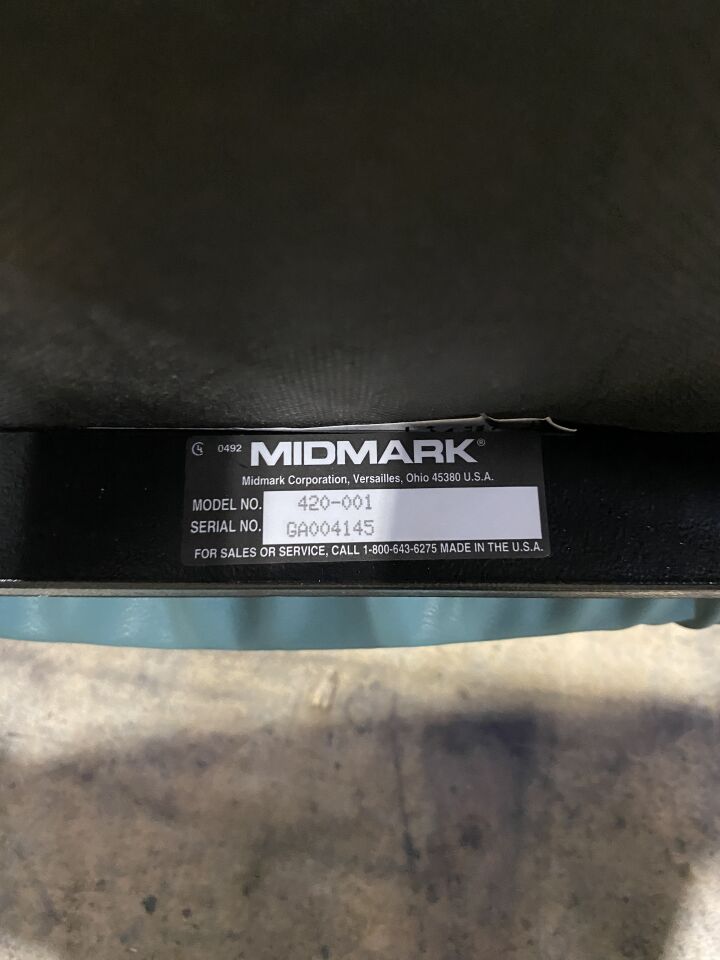 0492 MIDMARK®
Midmark Corporation, Versailles, Ohio 45380 U.S.A.
MODEL NO. 420-001
SERIAL NO. GA004145
FOR SALES OR SERVICE, CALL 1-800-643-6275 MADE IN THE U.S.A.